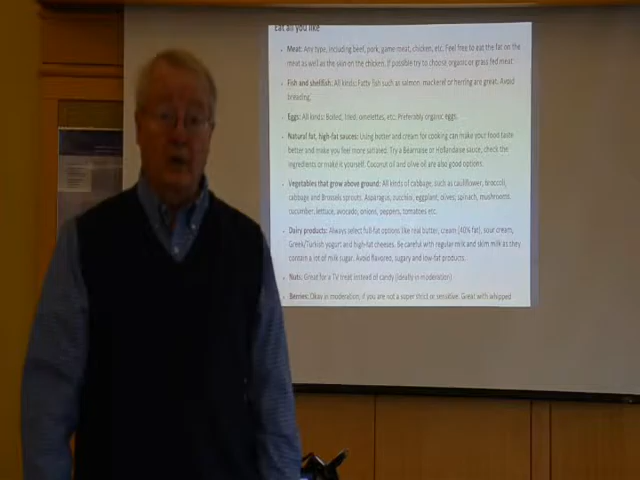 Eat all you like
Meat: Any type, including beef, pork, game meat, chicken, etc. Feel free to eat the fat on the
meat as well as the skin on the chicken. If possible try to choose organic or grass fed meat.
Fish and shellfish: All kinds: Fatty fish such as salmon, mackerel or herring are great. Avoid
breading.
Eggs: All kinds: Boiled, fried, omelettes, etc. Preferably organic eggs.
Natural fat, high-fat sauces: Using butter and cream for cooking can make your food taste
better and make you feel more satiated. Try a Béarnaise or Hollandaise sauce, check the
ingredients or make it yourself. Coconut oil and olive oil are also good options.
Vegetables that grow above ground: All kinds of cabbage, such as cauliflower, broccoli,
cabbage and Brussels sprouts. Asparagus, zucchini, eggplant, olives, spinach, mushrooms,
cucumber, lettuce, avocado, onions, peppers, tomatoes etc.
Dairy products: Always select full-fat options like real butter, cream (40% fat), sour cream,
Greek/Turkish yogurt and high-fat cheeses. Be careful with regular milk and skim milk as they
contain a lot of milk sugar. Avoid flavored, sugary and low-fat products.
Nuts: Great for a TV treat instead of candy (ideally in moderation)
Berries: Okay in moderation, if you are not a super strict or sensitive. Great with whipped